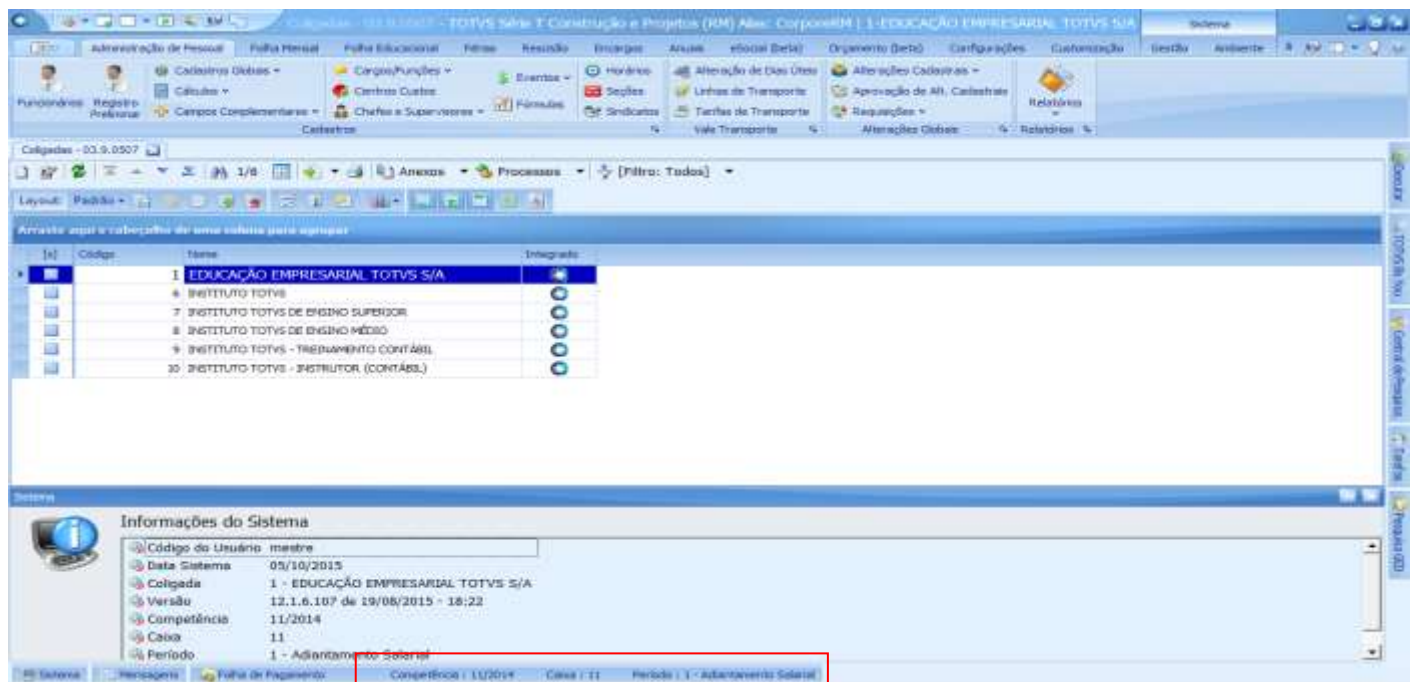 Coligadas - 03.9.0507 - TOTVS Série T Construção e Projetos (RM) Alias: CorporeRM | 1-EDUCAÇÃO EMPRESARIAL TOTVS S/A
Sistema
Administração de Pessoal Folha Mensal Folha Educacional Férias Rescisão Encargos Anuais eSocial (beta) Orçamento (beta) Configurações Customização Gestão Ambiente
Cadastros Globais Cargos/Funções Eventos Horários Alteração de Dias Úteis Alterações Cadastrais
Funcionários Registro Preliminar Cálculos Centros Custos Fórmulas Seções Linhas de Transporte Aprovação de Alt. Cadastrais Relatórios
Campos Complementares Chefes e Supervisores Sindicatos Tarifas de Transporte Requisições
Cadastros Vale Transporte Alterações Globais Relatórios
Coligadas - 03.9.0507
1/6 Anexos Processos [Filtro: Todos]
Layout: Padrão
Arraste aqui o cabeçalho de uma coluna para agrupar
[x] Código Nome Integrado
1 EDUCAÇÃO EMPRESARIAL TOTVS S/A
6 INSTITUTO TOTVS
7 INSTITUTO TOTVS DE ENSINO SUPERIOR
8 INSTITUTO TOTVS DE ENSINO MÉDIO
9 INSTITUTO TOTVS - TREINAMENTO CONTÁBIL
10 INSTITUTO TOTVS - INSTRUTOR (CONTÁBIL)
Executar
TOTVS By You
Central de Pesquisa
Tarefas
Pesquisa GED
Sistema
Informações do Sistema
Código do Usuário mestre
Data Sistema 05/10/2015
Coligada 1 - EDUCAÇÃO EMPRESARIAL TOTVS S/A
Versão 12.1.6.107 de 19/08/2015 - 18:22
Competência 11/2014
Caixa 11
Período 1 - Adiantamento Salarial
Sistema Mensagens Folha de Pagamento Competência : 11/2014 Caixa : 11 Período : 1 - Adiantamento Salarial